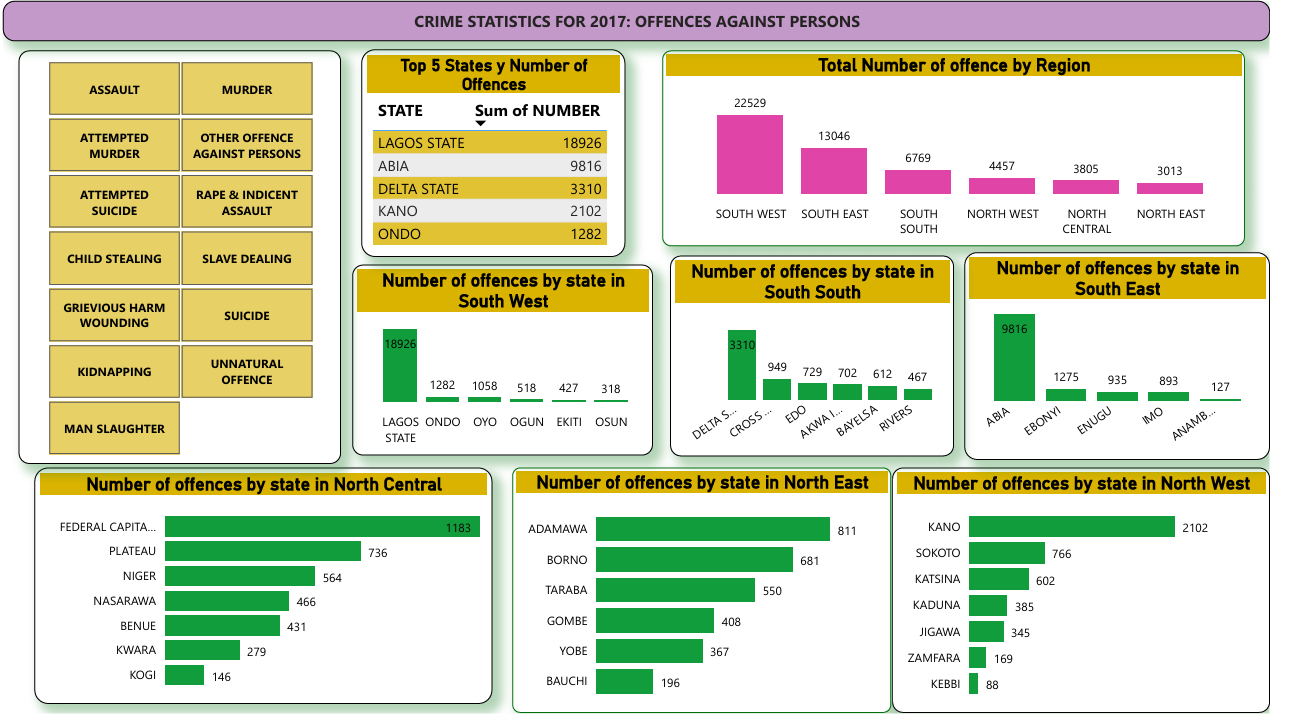 CRIME STATISTICS FOR 2017: OFFENCES AGAINST PERSONS
ASSAULT
MURDER
ATTEMPTED
MURDER
OTHER OFFENCE
AGAINST PERSONS
ATTEMPTED
SUICIDE
RAPE & INDICENT
ASSAULT
CHILD STEALING
SLAVE DEALING
GRIEVIOUS HARM
WOUNDING
SUICIDE
KIDNAPPING
UNNATURAL
OFFENCE
MAN SLAUGHTER
Top 5 States y Number of
Offences
STATE Sum of NUMBER
LAGOS STATE 18926
ABIA 9816
DELTA STATE 3310
KANO 2102
ONDO 1282
Total Number of offence by Region
22529
13046
6769
4457
3805
3013
SOUTH WEST
SOUTH EAST
SOUTH
SOUTH
NORTH WEST
NORTH
CENTRAL
NORTH EAST
Number of offences by state in
South West
18926
1282
1058
518
427
318
LAGOS
STATE
ONDO
OYO
OGUN
EKITI
OSUN
Number of offences by state in
South South
3310
949
729
702
612
467
DELTA S...
CROSS ...
EDO
AKWA I...
BAYELSA
RIVERS
Number of offences by state in
South East
9816
1275
935
893
127
ABIA
EBONYI
ENUGU
IMO
ANAMB...
Number of offences by state in North Central
FEDERAL CAPITA... 1183
PLATEAU 736
NIGER 564
NASARAWA 466
BENUE 431
KWARA 279
KOGI 146
Number of offences by state in North East
ADAMAWA 811
BORNO 681
TARABA 550
GOMBE 408
YOBE 367
BAUCHI 196
Number of offences by state in North West
KANO 2102
SOKOTO 766
KATSINA 602
KADUNA 385
JIGAWA 345
ZAMFARA 169
KEBBI 88